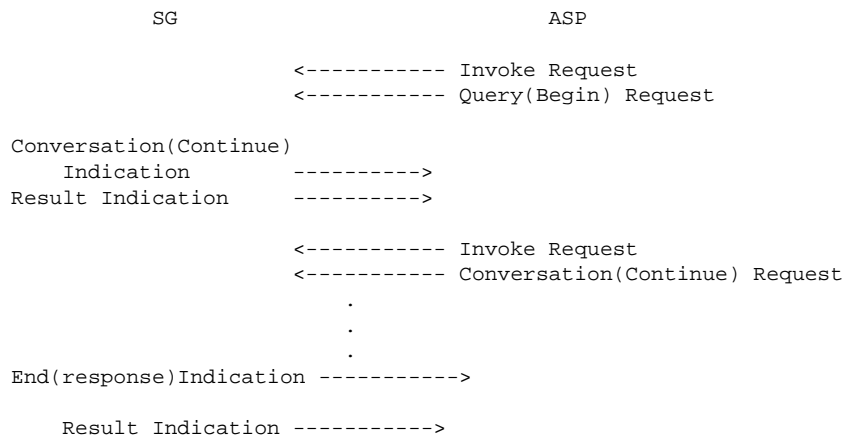 SG                              ASP
<----------- Invoke Request
<----------- Query(Begin) Request
Conversation(Continue)
Indication          ---------->
Result Indication     ---------->
<----------- Invoke Request
<----------- Conversation(Continue) Request
.
.
.
End(response)Indication ----------->
Result Indication ----------->